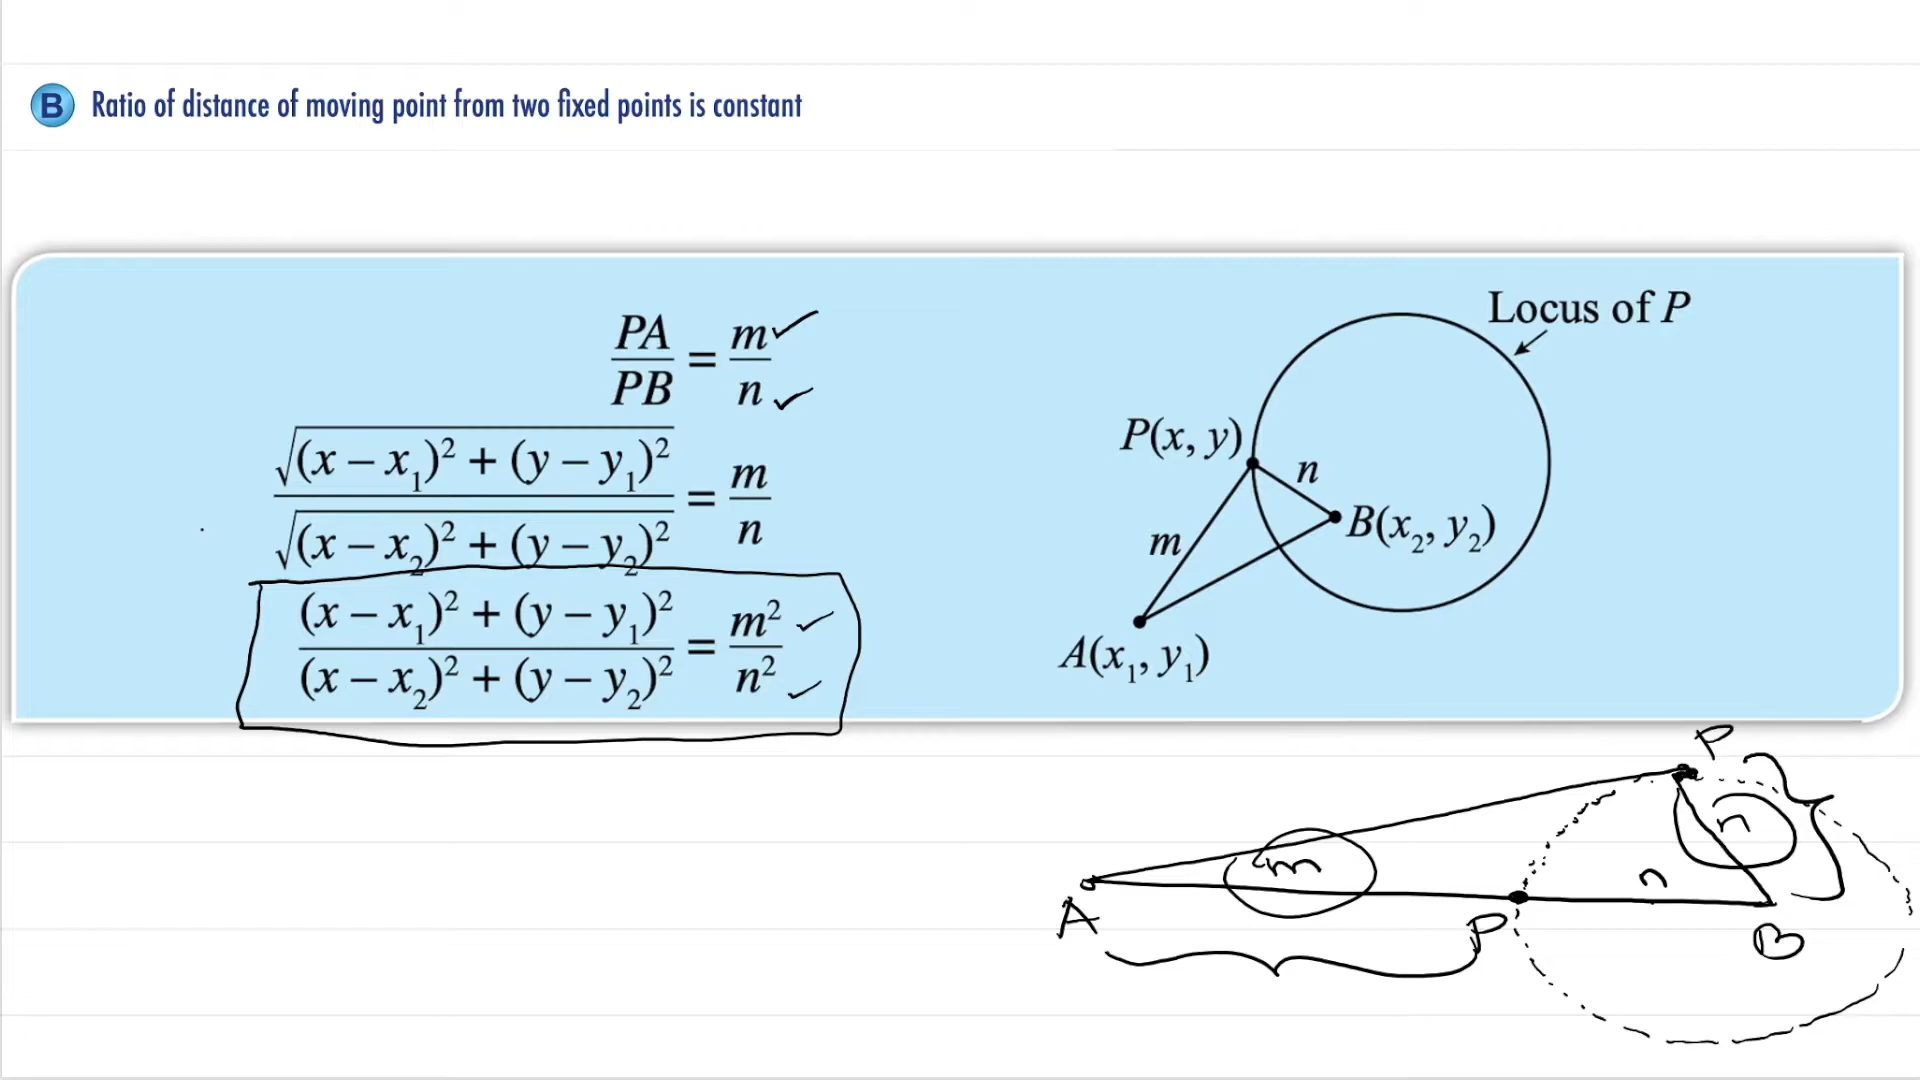 B Ratio of distance of moving point from two fixed points is constant
PA/PB = m/n
√((x – x₁)² + (y – y₁)²) / √((x – x₂)² + (y – y₂)²) = m/n
((x – x₁)² + (y – y₁)²) / ((x – x₂)² + (y – y₂)²) = m²/n²
Locus of P
P(x, y)
n
B(x₂, y₂)
m
A(x₁, y₁)
P
n
m
n
A
P
B